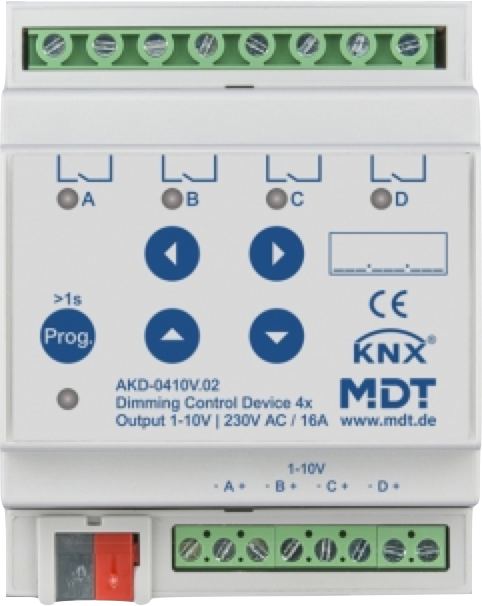 A B C D
>1s
Prog.
CE
KNX®
AKD-0410V.02
Dimming Control Device 4x
Output 1-10V | 230V AC / 16A
MDT
www.mdt.de
1-10V
- A + - B + - C + - D +